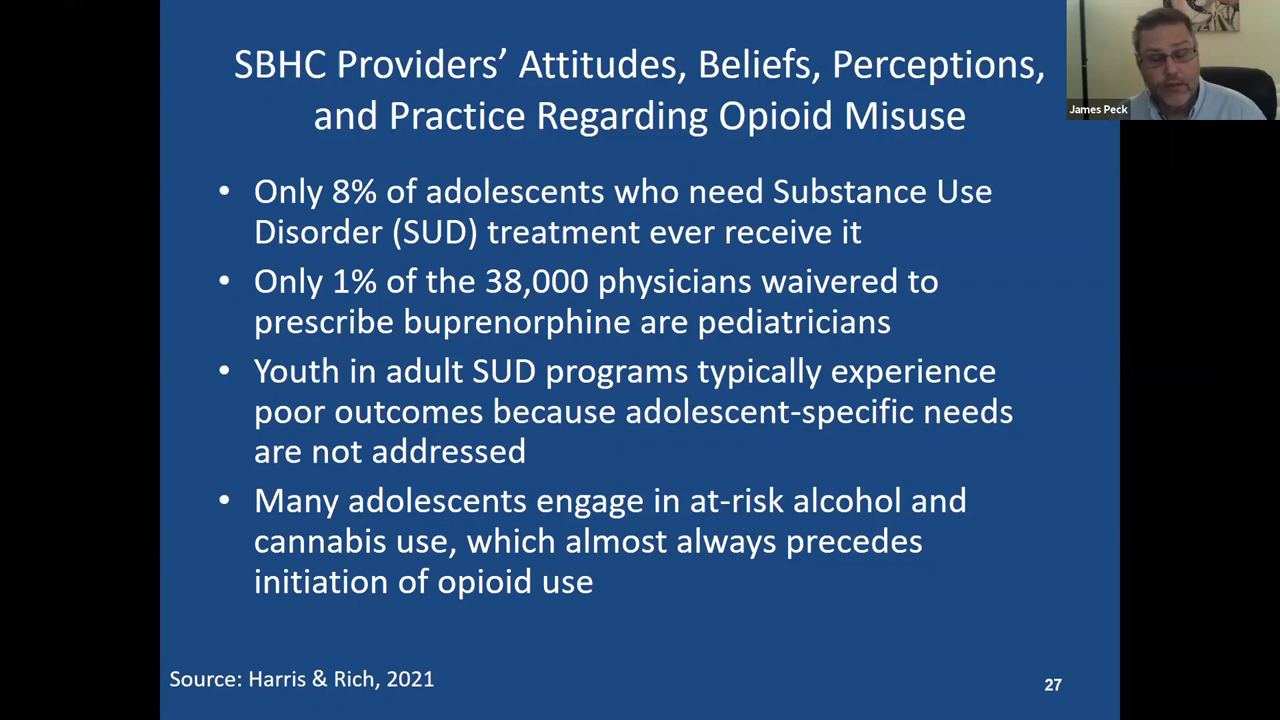 SBHC Providers’ Attitudes, Beliefs, Perceptions,
and Practice Regarding Opioid Misuse
James Peck
• Only 8% of adolescents who need Substance Use
Disorder (SUD) treatment ever receive it
• Only 1% of the 38,000 physicians waivered to
prescribe buprenorphine are pediatricians
• Youth in adult SUD programs typically experience
poor outcomes because adolescent-specific needs
are not addressed
• Many adolescents engage in at-risk alcohol and
cannabis use, which almost always precedes
initiation of opioid use
Source: Harris & Rich, 2021
27